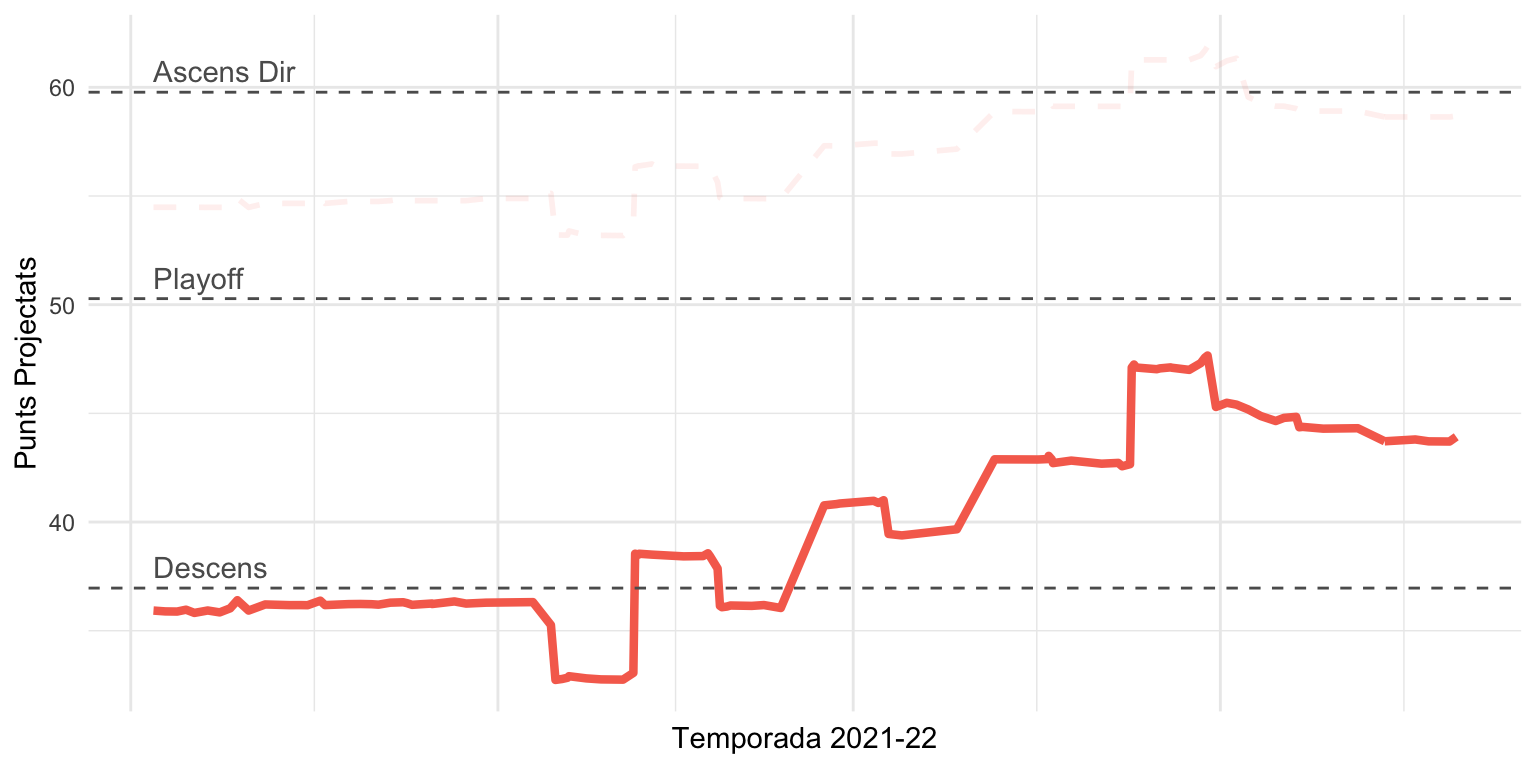 Ascens Dir
60
Playoff
50
Punts Projectats
40
Descens
Temporada 2021-22